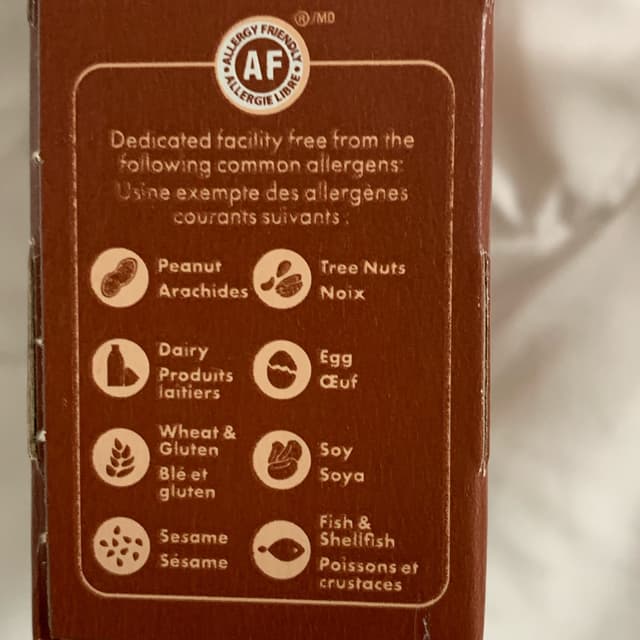 ®/MD
ALLERGY FRIENDLY
AF
ALLERGIE LIBRE
Dedicated facility free from the
following common allergens:
Usine exempte des allergènes
courants suivants :
Peanut
Arachides
Tree Nuts
Noix
Dairy
Produits
laitiers
Egg
Œuf
Wheat &
Gluten
Blé et
gluten
Soy
Soya
Sesame
Sésame
Fish &
Shellfish
Poissons et
crustaces